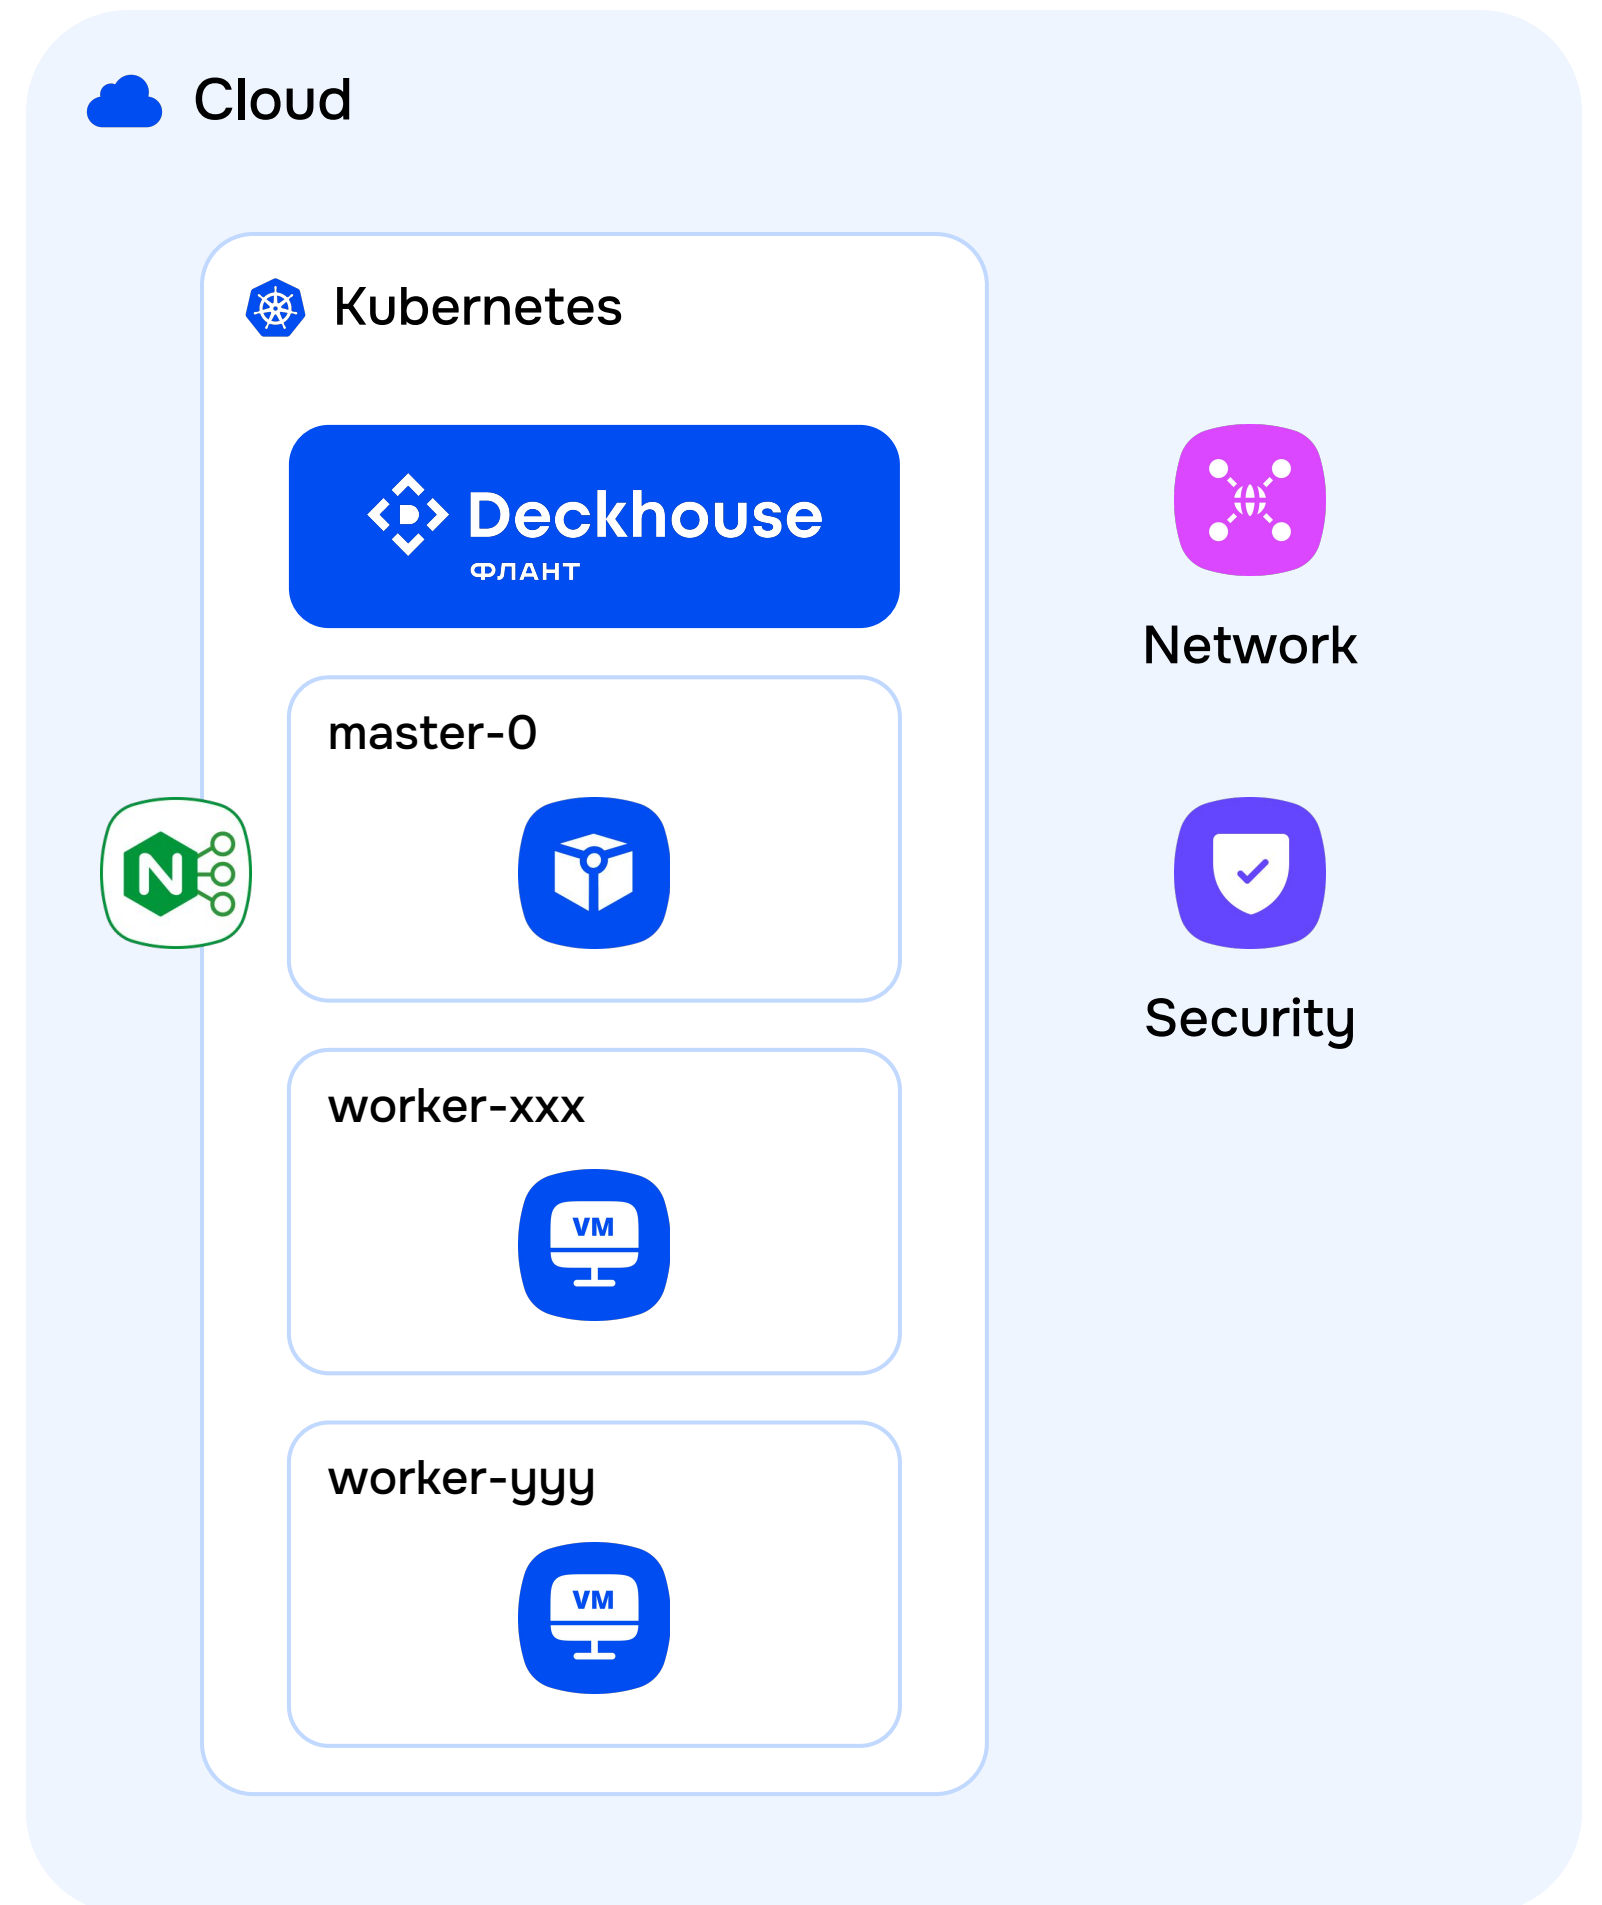 Cloud
Kubernetes
Deckhouse
ФЛАНТ
Network
master-0
N
Security
worker-xxx
VM
worker-yyy
VM